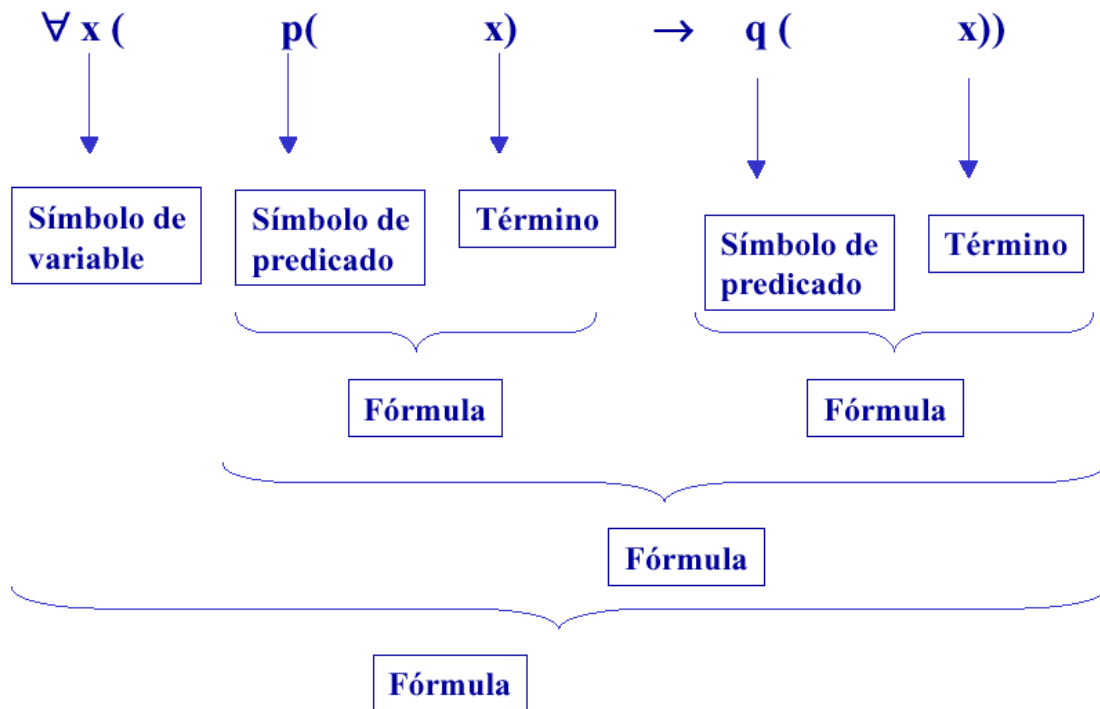 ∀ x ( p( x) → q ( x))
Símbolo de
variable
Símbolo de
predicado
Término
Símbolo de
predicado
Término
Fórmula
Fórmula
Fórmula
Fórmula